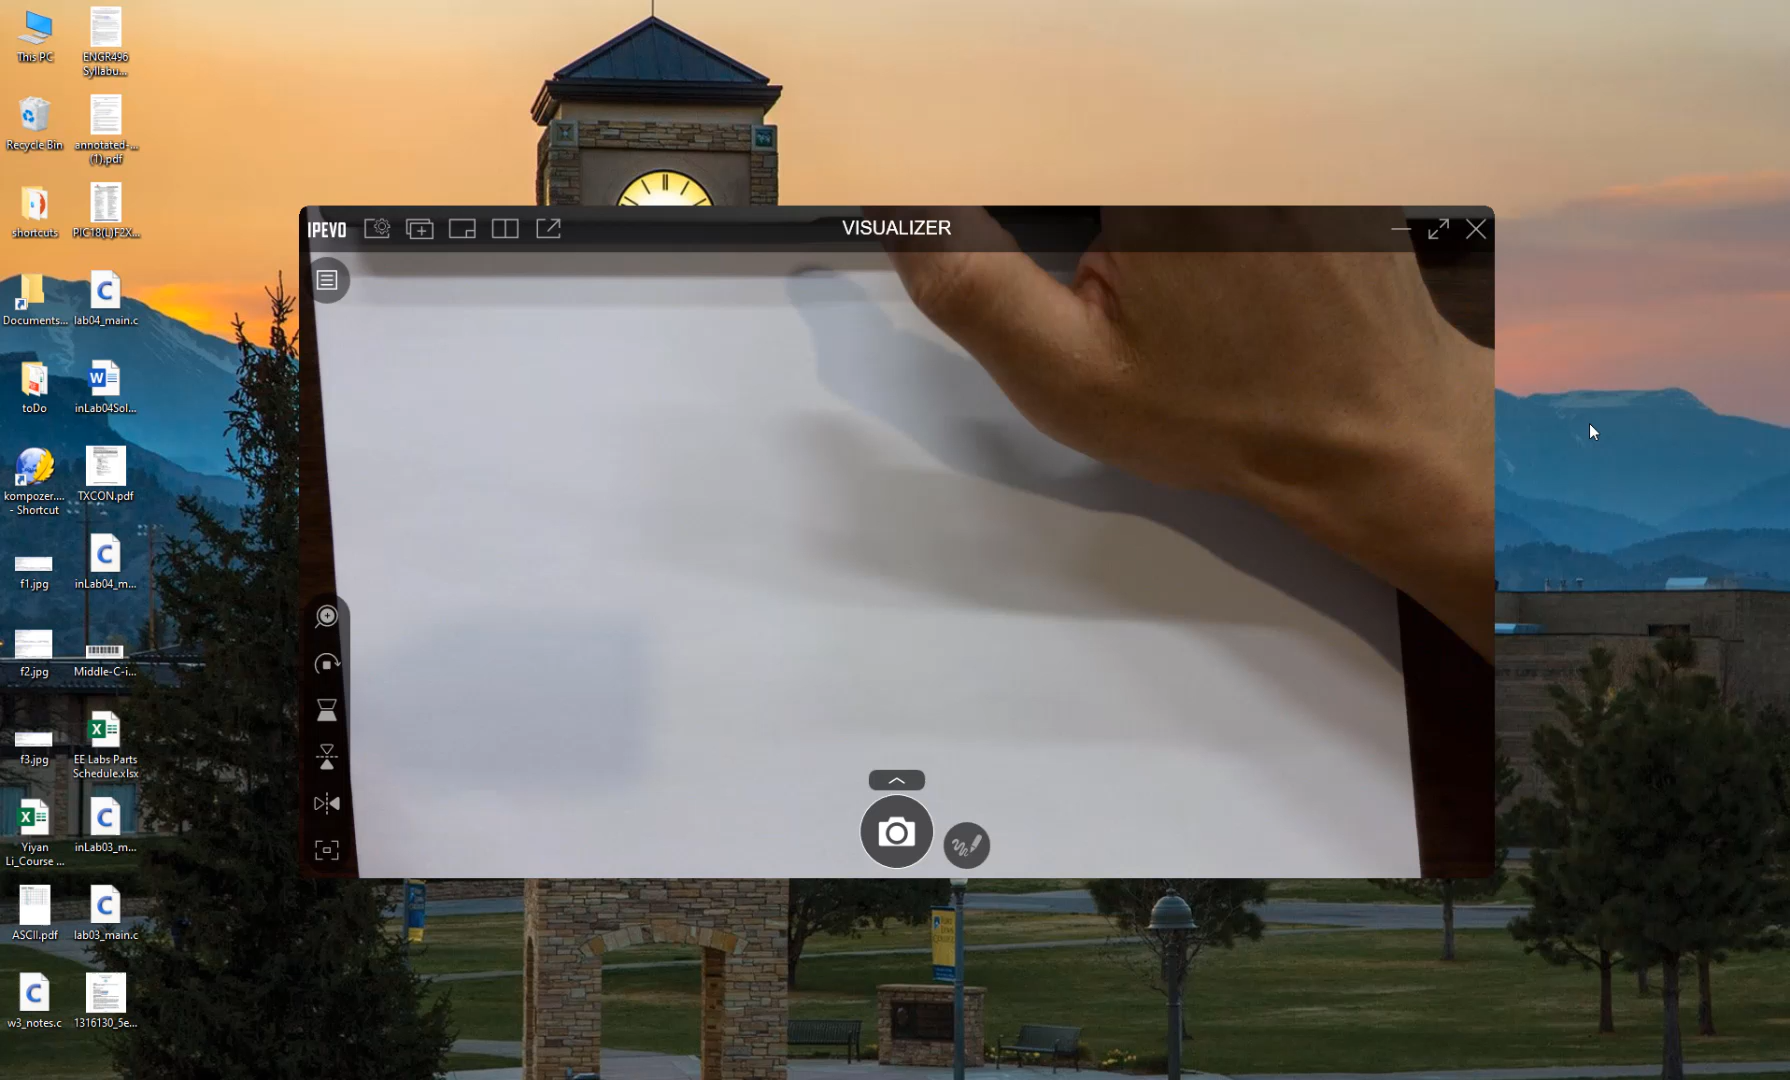 This PC
ENGR496
Syllabu...
Recycle Bin
annotated-...
(1).pdf
shortcuts
PIC18(L)F2X...
Documents...
lab04_main.c
toDo
inLab04Sol...
kompozer....
- Shortcut
TXCON.pdf
f1.jpg
inLab04_m...
f2.jpg
Middle-C-i...
f3.jpg
EE Labs Parts
Schedule.xlsx
Yiyan
Li_Course ...
inLab03_m...
ASCII.pdf
lab03_main.c
w3_notes.c
1316130_5e...
IPEVO
VISUALIZER